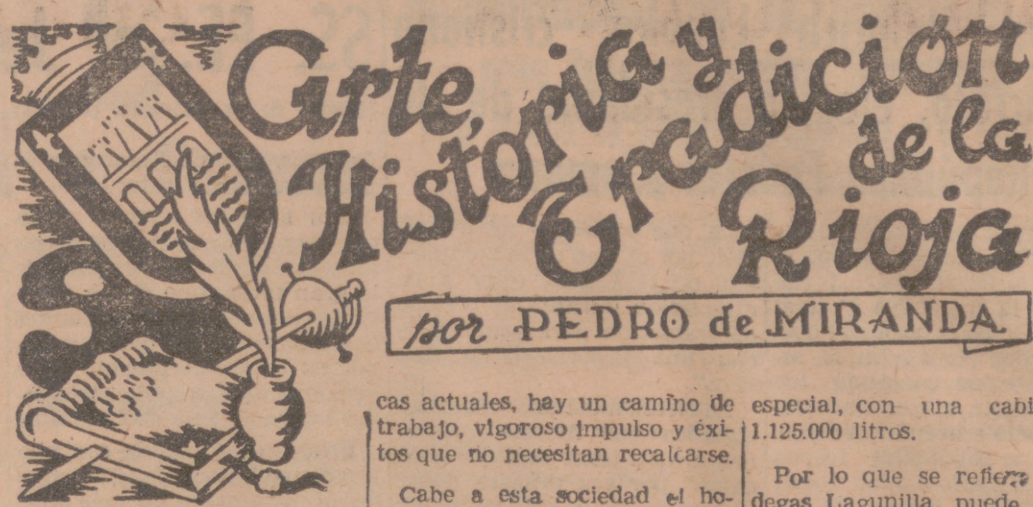 Arte,
Historia y
Tradición
de la
Rioja
por PEDRO de MIRANDA
cas actuales, hay un camino de
trabajo, vigoroso impulso y éxi-
tos que no necesitan recalcarse.
Cabe a esta sociedad el ho-
especial, con una cabi
1.125.000 litros.
Por lo que se refiere
degas Lagunilla, puede